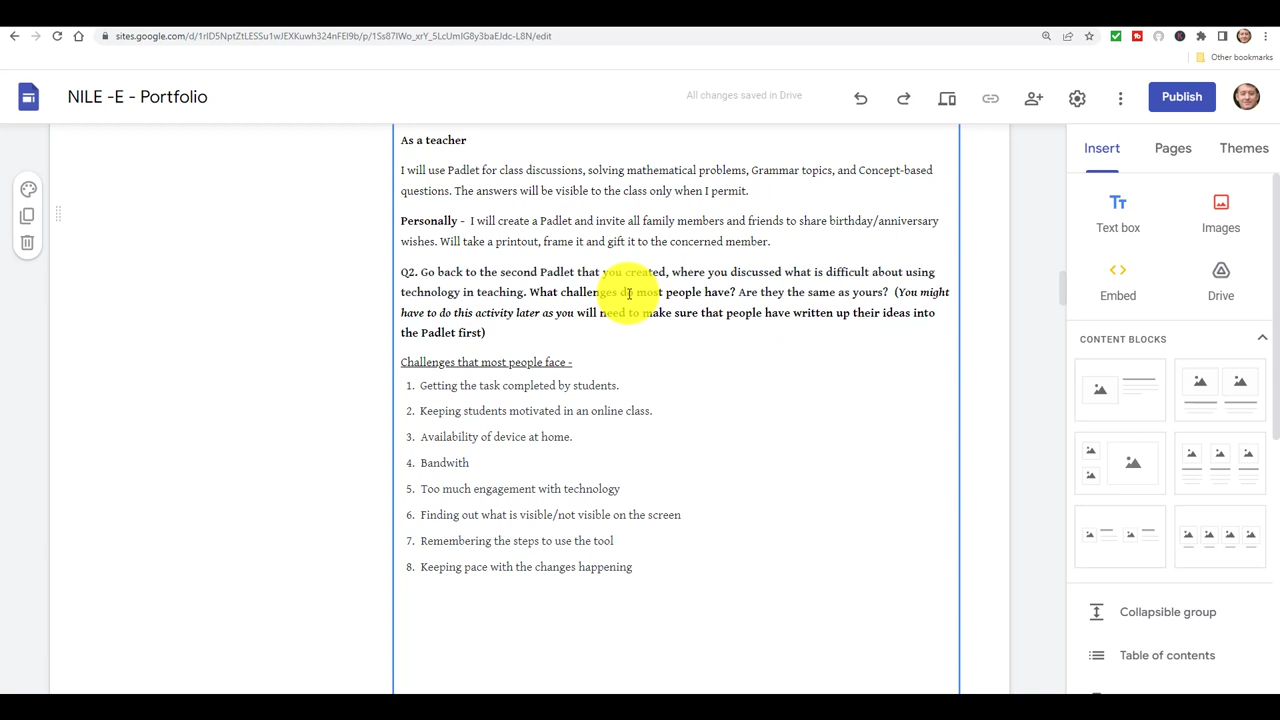 sites.google.com/d/1rID5NptZtLESSu1wJEXKuwh324nFEI9b/p/1Ss87IWo_xrY_5LcUmIG8y3baEJdc-L8N/edit
Other bookmarks
NILE -E - Portfolio
All changes saved in Drive
Publish
Insert
Pages
Themes
As a teacher
I will use Padlet for class discussions, solving mathematical problems, Grammar topics, and Concept-based
questions. The answers will be visible to the class only when I permit.
Personally - I will create a Padlet and invite all family members and friends to share birthday/anniversary
wishes. Will take a printout, frame it and gift it to the concerned member.
Q2. Go back to the second Padlet that you created, where you discussed what is difficult about using
technology in teaching. What challenges do most people have? Are they the same as yours? (You might
have to do this activity later as you will need to make sure that people have written up their ideas into
the Padlet first)
Challenges that most people face -
1. Getting the task completed by students.
2. Keeping students motivated in an online class.
3. Availability of device at home.
4. Bandwith
5. Too much engagement with technology
6. Finding out what is visible/not visible on the screen
7. Remembering the steps to use the tool
8. Keeping pace with the changes happening
Tт
Text box
Images
Embed
Drive
CONTENT BLOCKS
Collapsible group
Table of contents